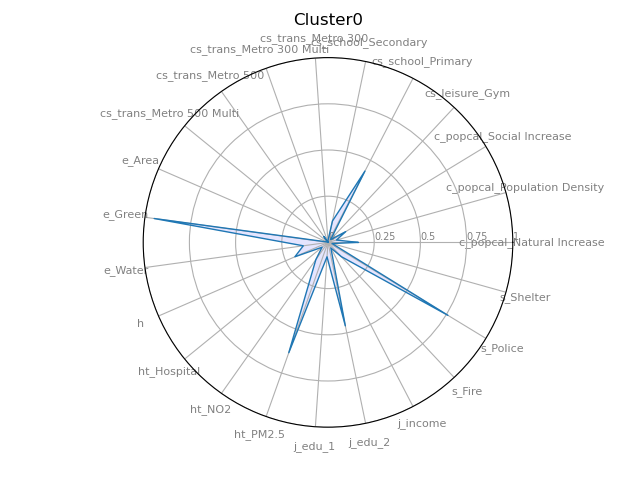 Cluster0
cs_trans_Metro 300
cs_school_Secondary
cs_trans_Metro 300 Multi
cs_school_Primary
cs_trans_Metro 500
cs_leisure_Gym
cs_trans_Metro 500 Multi
c_popcal_Social Increase
e_Area
c_popcal_Population Density
e_Green
0.25 0.5 0.75 1
c_popcal_Natural Increase
e_Water
s_Shelter
h
s_Police
ht_Hospital
s_Fire
ht_NO2
j_income
ht_PM2.5
j_edu_2
j_edu_1